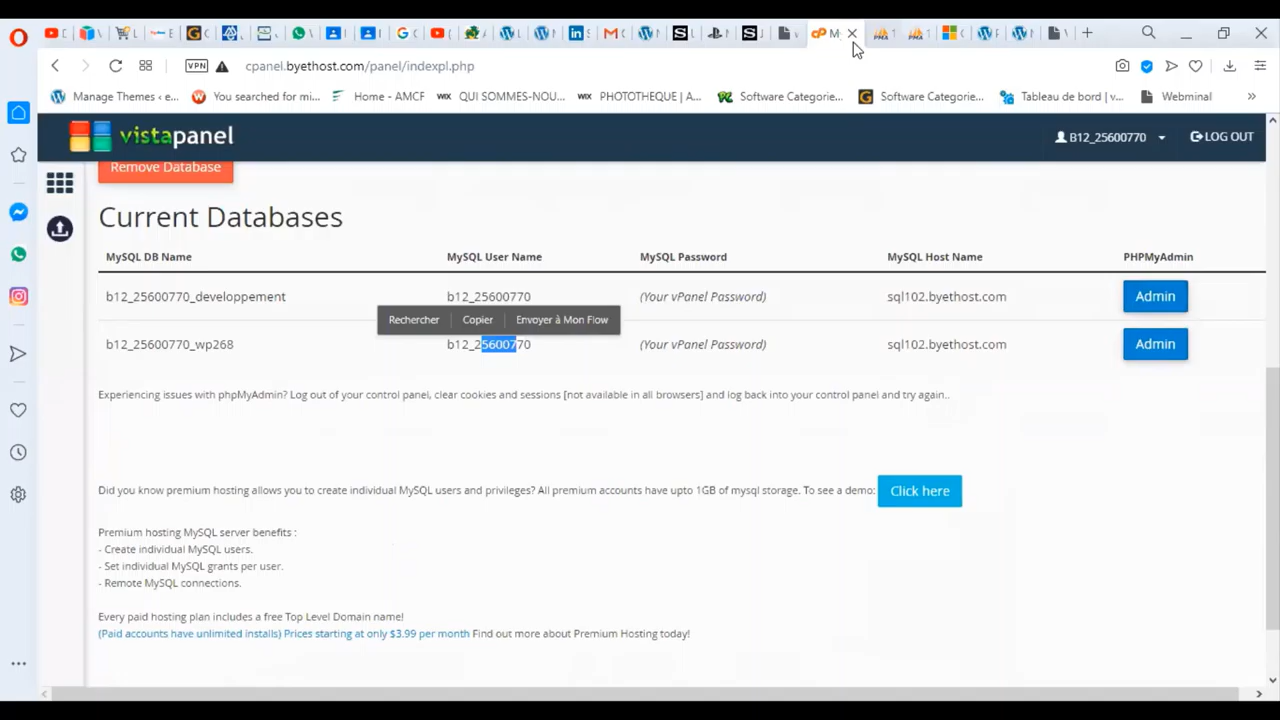 M
VPN cpanel.byethost.com/panel/indexpl.php
Manage Themes ‹ e... You searched for mi... Home - AMCF QUI SOMMES-NOU... PHOTOTHEQUE | A... Software Categorie... Software Categorie... Tableau de bord | v... Webminal »
vistapanel B12_25600770 LOG OUT
Remove Database
Current Databases
MySQL DB Name MySQL User Name MySQL Password MySQL Host Name PHPMyAdmin
b12_25600770_developpement b12_25600770 (Your vPanel Password) sql102.byethost.com Admin
Rechercher Copier Envoyer à Mon Flow
b12_25600770_wp268 b12_25600770 (Your vPanel Password) sql102.byethost.com Admin
Experiencing issues with phpMyAdmin? Log out of your control panel, clear cookies and sessions [not available in all browsers] and log back into your control panel and try again..
Did you know premium hosting allows you to create individual MySQL users and privileges? All premium accounts have upto 1GB of mysql storage. To see a demo: Click here
Premium hosting MySQL server benefits :
- Create individual MySQL users.
- Set individual MySQL grants per user.
- Remote MySQL connections.
Every paid hosting plan includes a free Top Level Domain name!
(Paid accounts have unlimited installs) Prices starting at only $3.99 per month Find out more about Premium Hosting today!